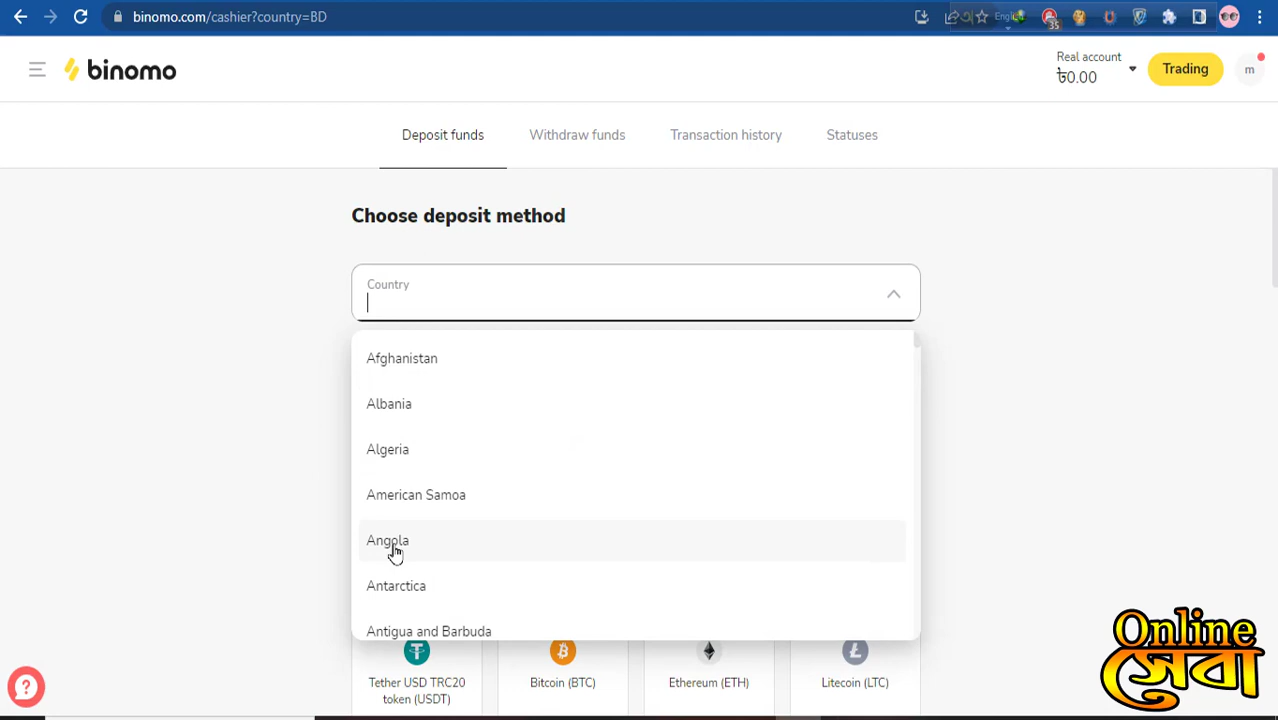 binomo.com/cashier?country=BD
English
35
binomo
Real account
৳0.00
Trading
m
Deposit funds
Withdraw funds
Transaction history
Statuses
Choose deposit method
Country
Afghanistan
Albania
Algeria
American Samoa
Angola
Antarctica
Antigua and Barbuda
Tether USD TRC20
token (USDT)
Bitcoin (BTC)
Ethereum (ETH)
Litecoin (LTC)
Online
সেবা